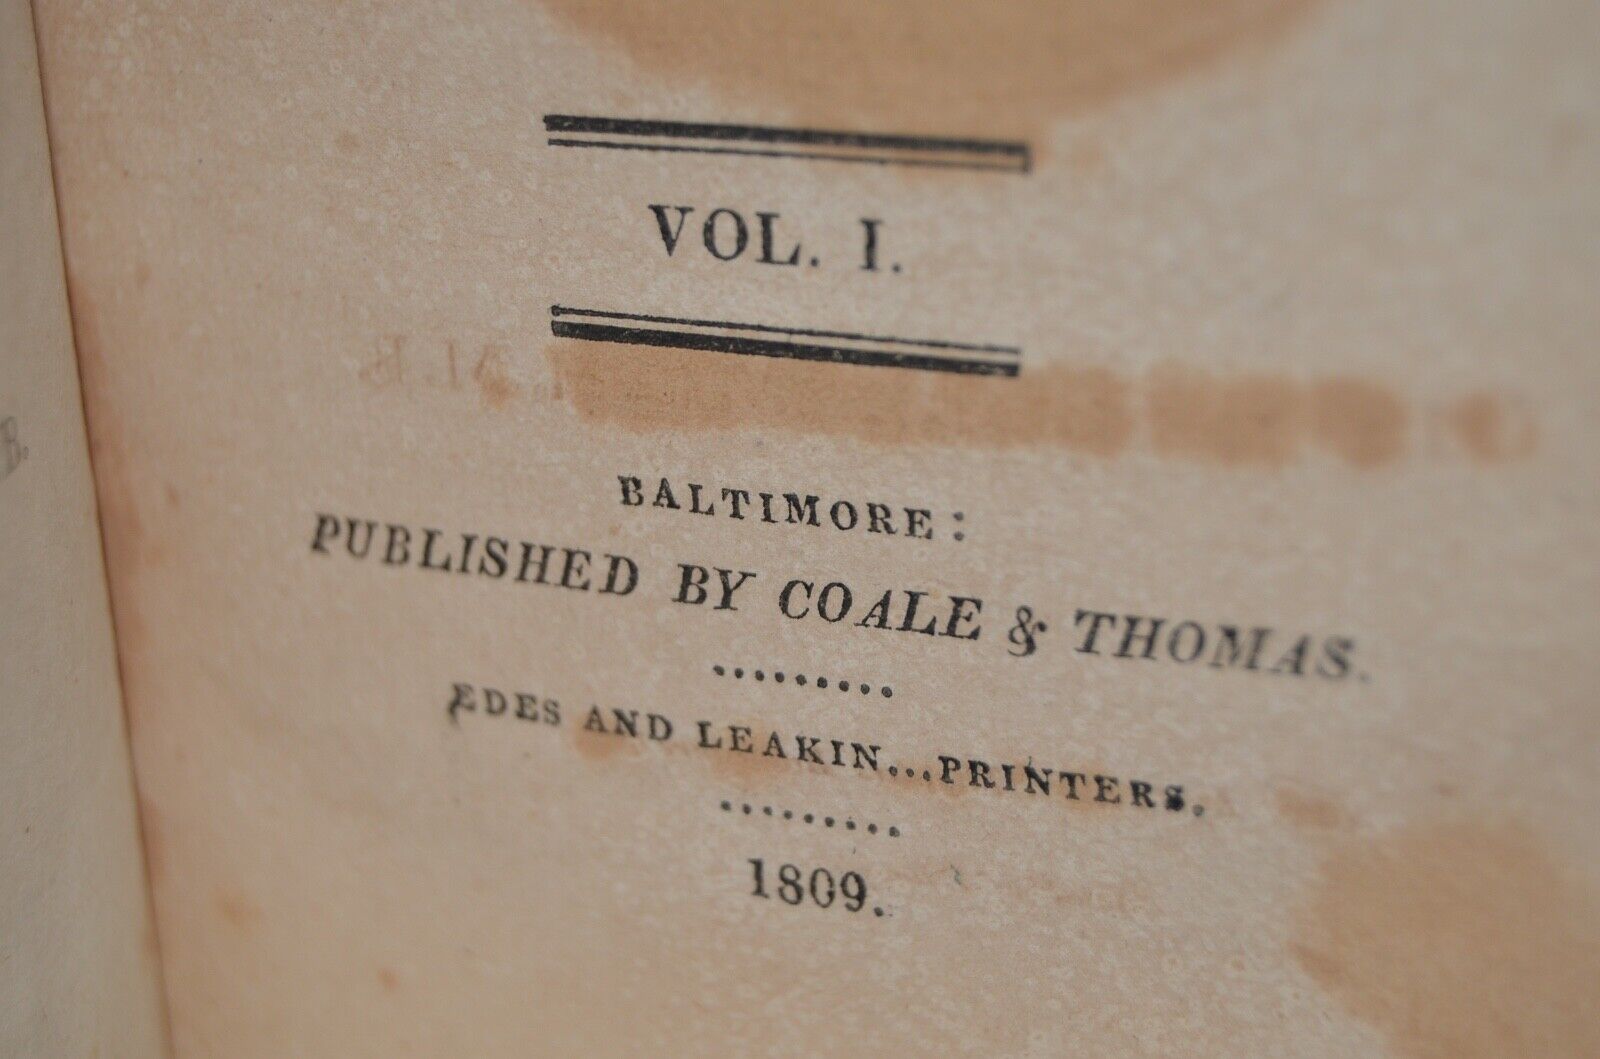 VOL. I.
BALTIMORE:
PUBLISHED BY COALE & THOMAS.
.........
EDES AND LEAKIN...PRINTERS.
.........
1809.
B.